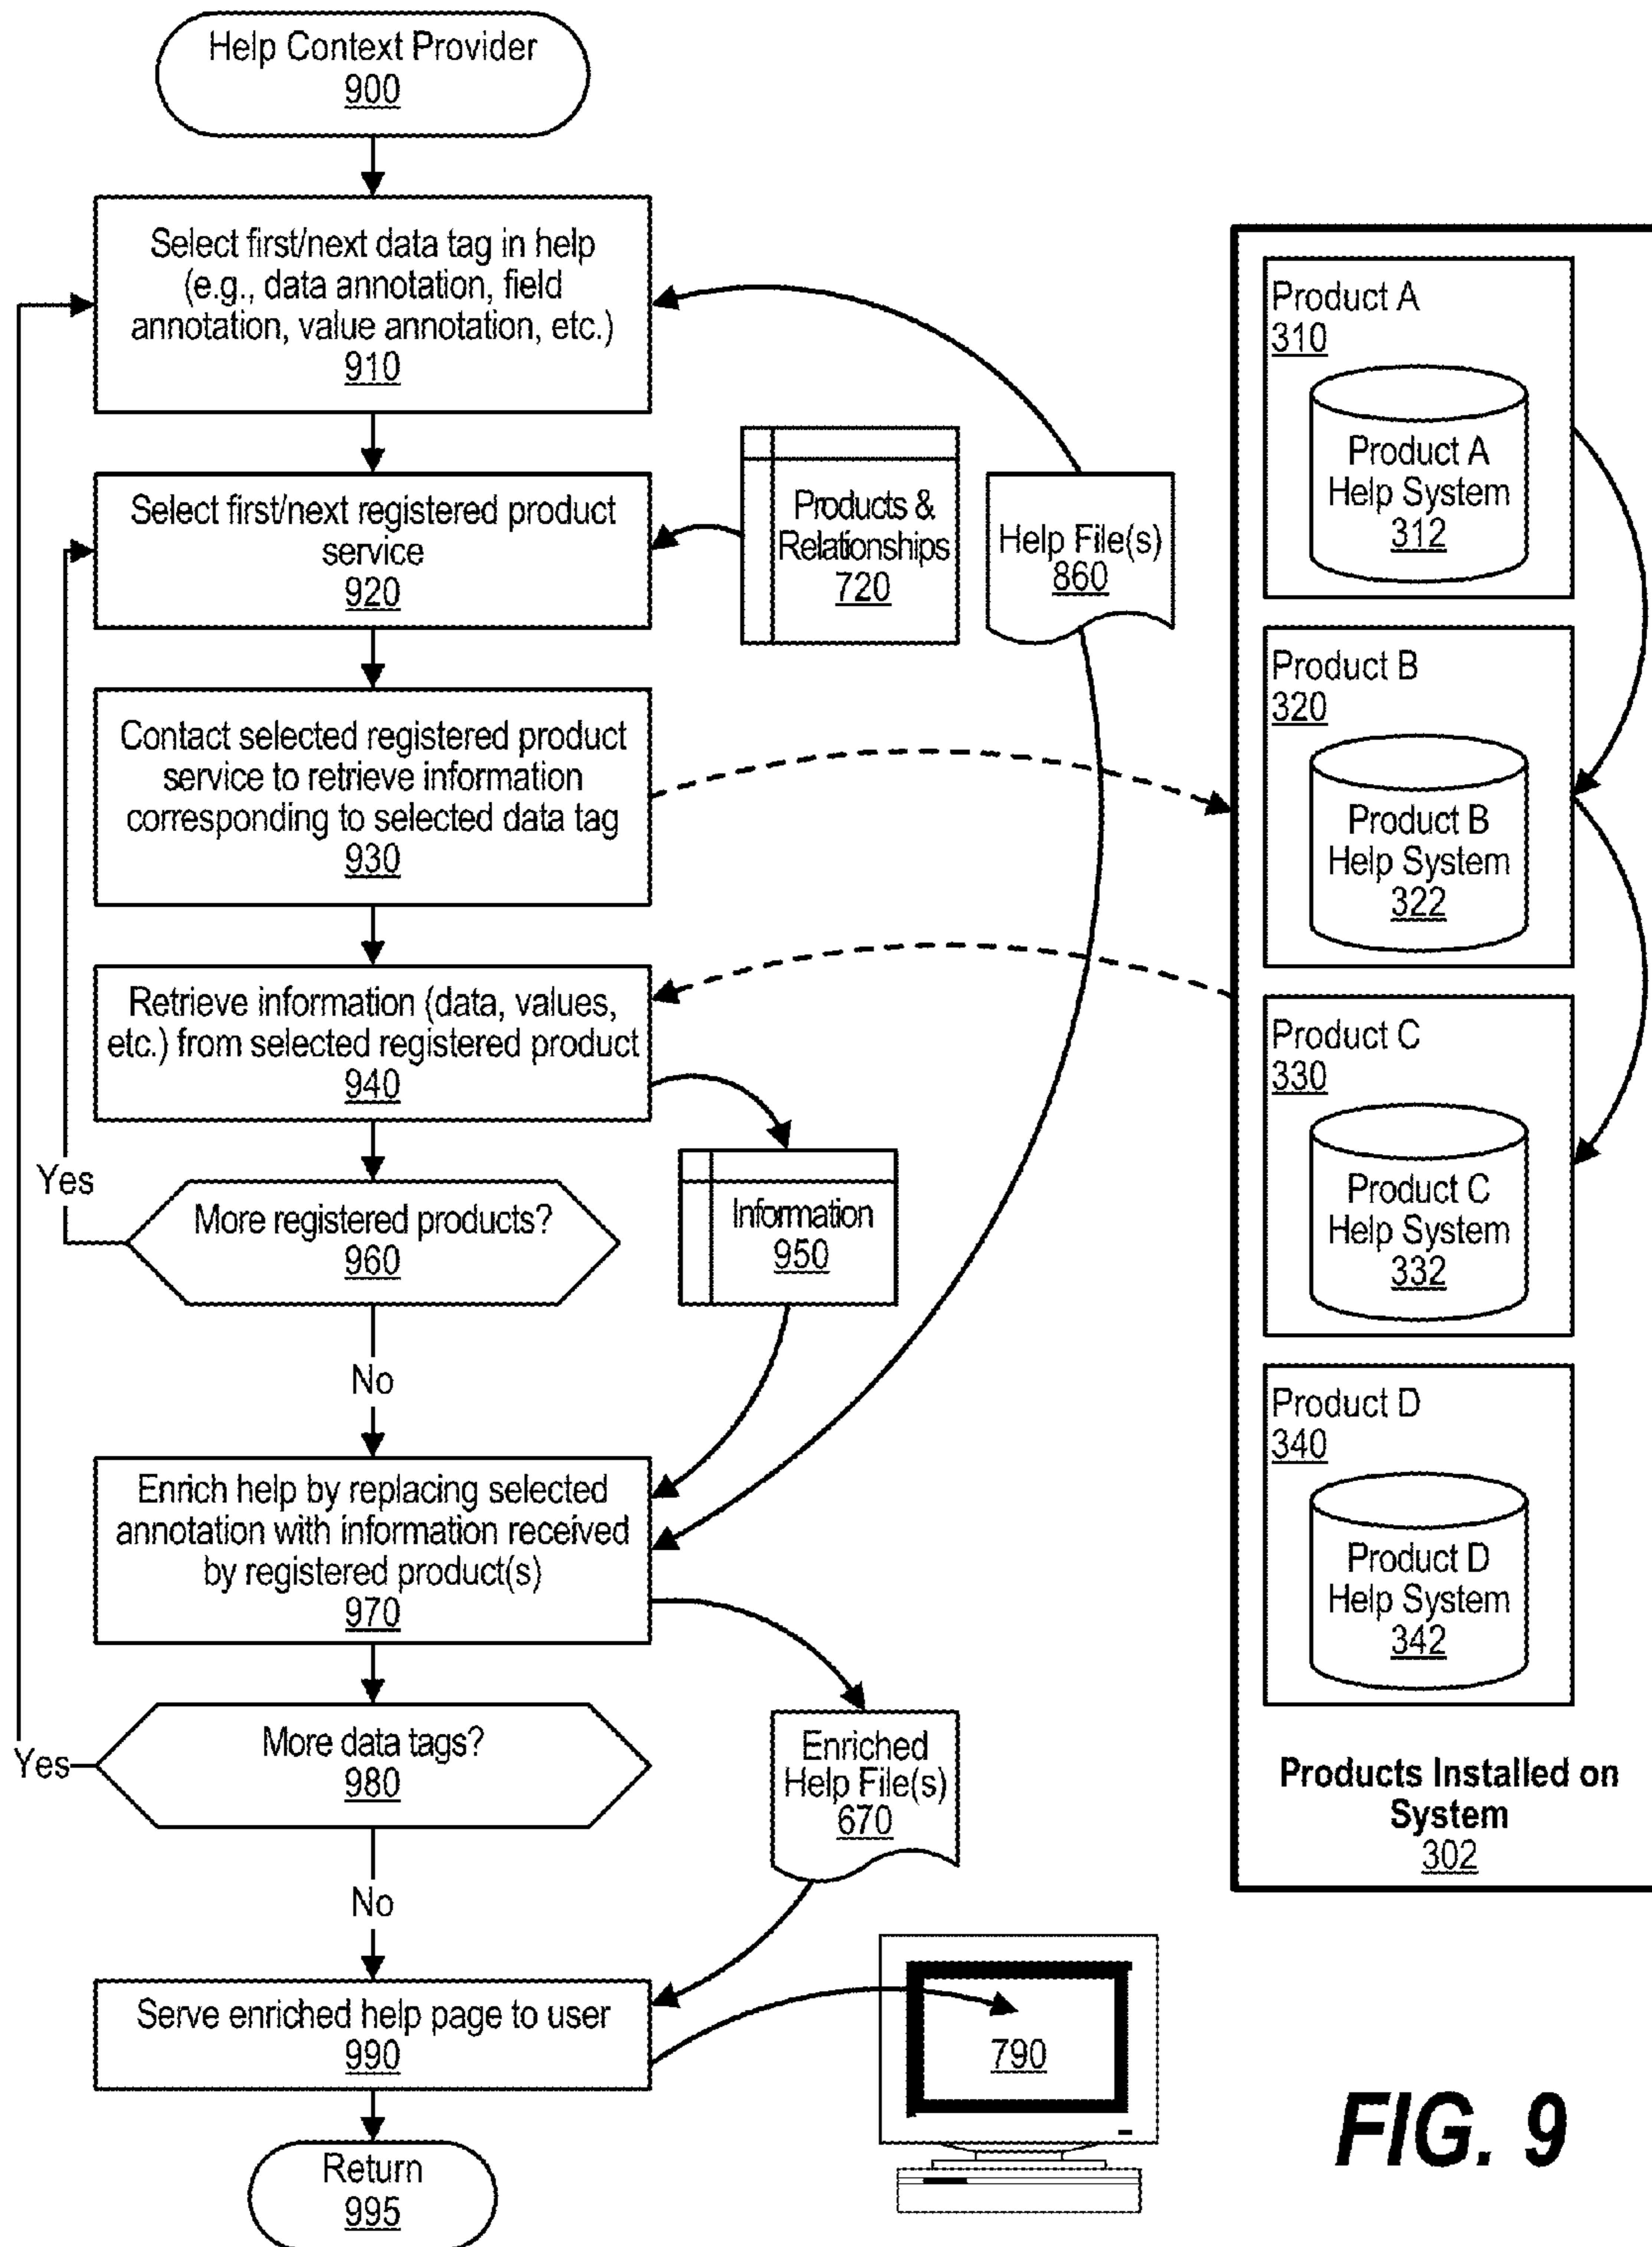 Help Context Provider
900
Select first/next data tag in help
(e.g., data annotation, field
annotation, value annotation, etc.)
910
Select first/next registered product
service
920
Products &
Relationships
720
Help File(s)
860
Contact selected registered product
service to retrieve information
corresponding to selected data tag
930
Retrieve information (data, values,
etc.) from selected registered product
940
Yes
More registered products?
960
Information
950
No
Enrich help by replacing selected
annotation with information received
by registered product(s)
970
Yes
More data tags?
980
Enriched
Help File(s)
670
No
Serve enriched help page to user
990
790
Return
995
Product A
310
Product A
Help System
312
Product B
320
Product B
Help System
322
Product C
330
Product C
Help System
332
Product D
340
Product D
Help System
342
Products Installed on
System
302
FIG. 9